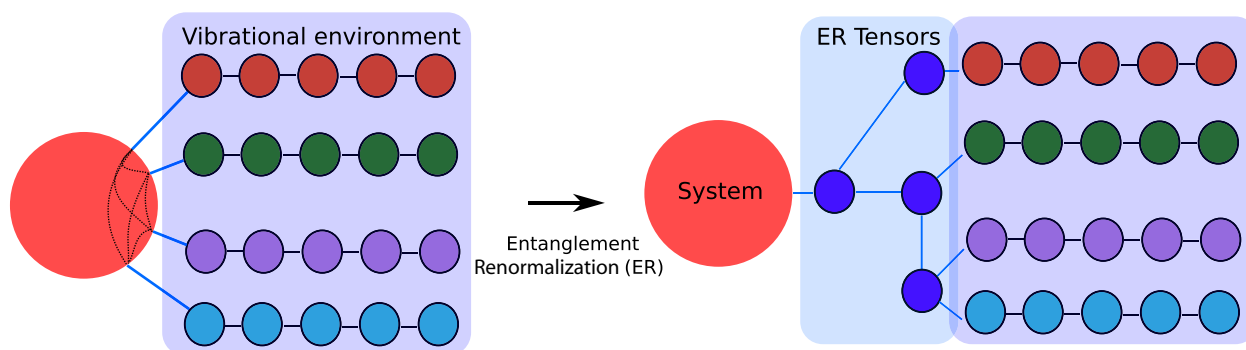 Vibrational environment
Entanglement
Renormalization (ER)
ER Tensors
System